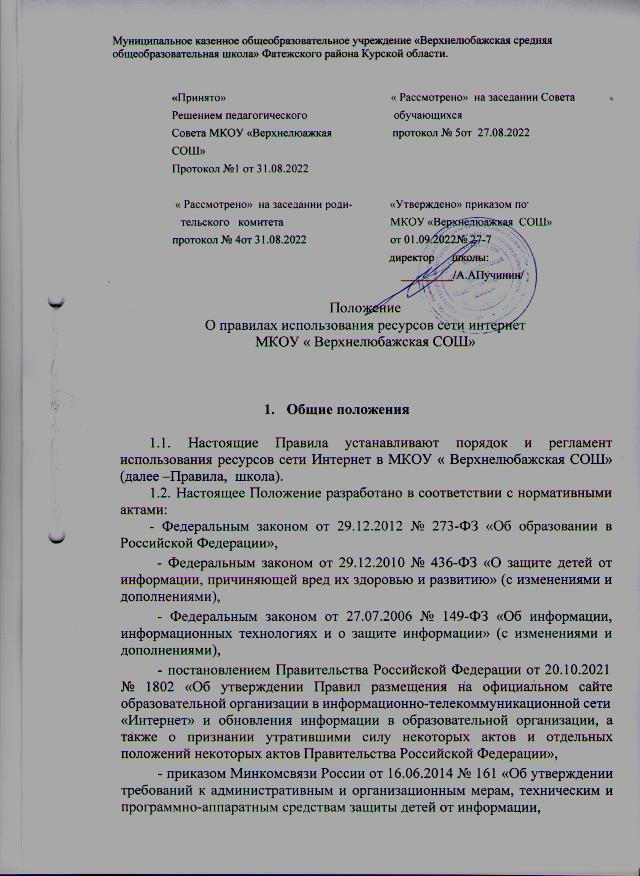 Муниципальное казенное общеобразовательное учреждение «Верхнелюбажская средняя
общеобразовательная школа» Фатежского района Курской области.
«Принято»
Решением педагогического
Совета МКОУ «Верхнелюажкая
СОШ»
Протокол №1 от 31.08.2022
« Рассмотрено» на заседании Совета
обучающихся
протокол № 5от 27.08.2022
« Рассмотрено» на заседании роди-
тельского комитета
протокол № 4от 31.08.2022
«Утверждено» приказом по
МКОУ «Верхнелюажкая СОШ»
от 01.09.2022№ 27-7
директор школы:
/А.АПучинин/
Положение
О правилах использования ресурсов сети интернет
МКОУ « Верхнелюбажская СОШ»
1. Общие положения
1.1. Настоящие Правила устанавливают порядок и регламент
использования ресурсов сети Интернет в МКОУ « Верхнелюбажская СОШ»
(далее –Правила, школа).
1.2. Настоящее Положение разработано в соответствии с нормативными
актами:
- Федеральным законом от 29.12.2012 № 273-ФЗ «Об образовании в
Российской Федерации»,
- Федеральным законом от 29.12.2010 № 436-ФЗ «О защите детей от
информации, причиняющей вред их здоровью и развитию» (с изменениями и
дополнениями),
- Федеральным законом от 27.07.2006 № 149-ФЗ «Об информации,
информационных технологиях и о защите информации» (с изменениями и
дополнениями),
- постановлением Правительства Российской Федерации от 20.10.2021
№ 1802 «Об утверждении Правил размещения на официальном сайте
образовательной организации в информационно-телекоммуникационной сети
«Интернет» и обновления информации в образовательной организации, а
также о признании утратившими силу некоторых актов и отдельных
положений некоторых актов Правительства Российской Федерации»,
- приказом Минкомсвязи России от 16.06.2014 № 161 «Об утверждении
требований к административным и организационным мерам, техническим и
программно-аппаратным средствам защиты детей от информации,